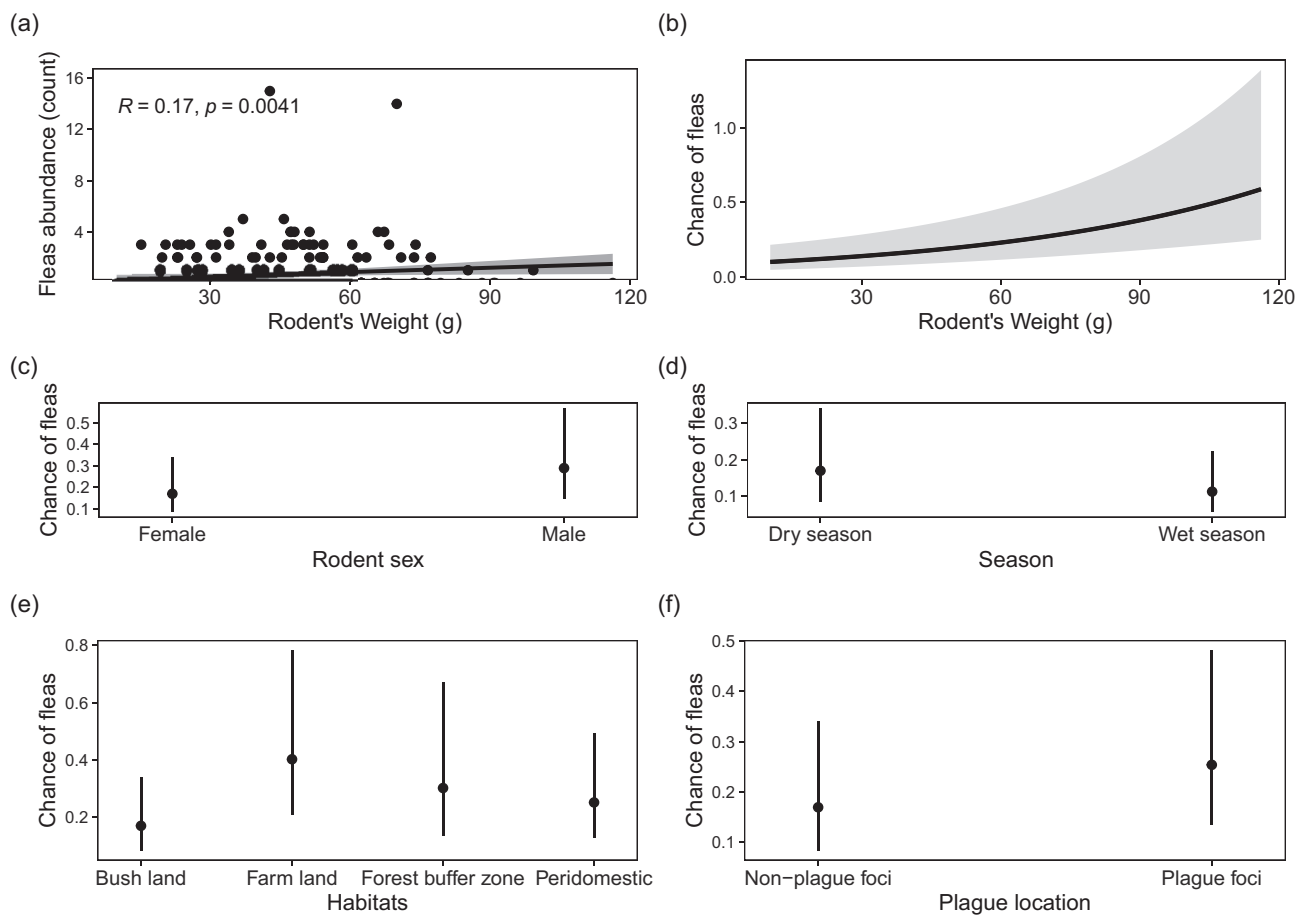 (a)
Fleas abundance (count)
16
12
8
4
R = 0.17, p = 0.0041
30 60 90 120
Rodent's Weight (g)
(b)
Chance of fleas
1.0
0.5
0.0
30 60 90 120
Rodent's Weight (g)
(c)
Chance of fleas
0.5
0.4
0.3
0.2
0.1
Female Male
Rodent sex
(d)
Chance of fleas
0.3
0.2
0.1
Dry season Wet season
Season
(e)
Chance of fleas
0.8
0.6
0.4
0.2
Bush land Farm land Forest buffer zone Peridomestic
Habitats
(f)
Chance of fleas
0.5
0.4
0.3
0.2
0.1
Non−plague foci Plague foci
Plague location